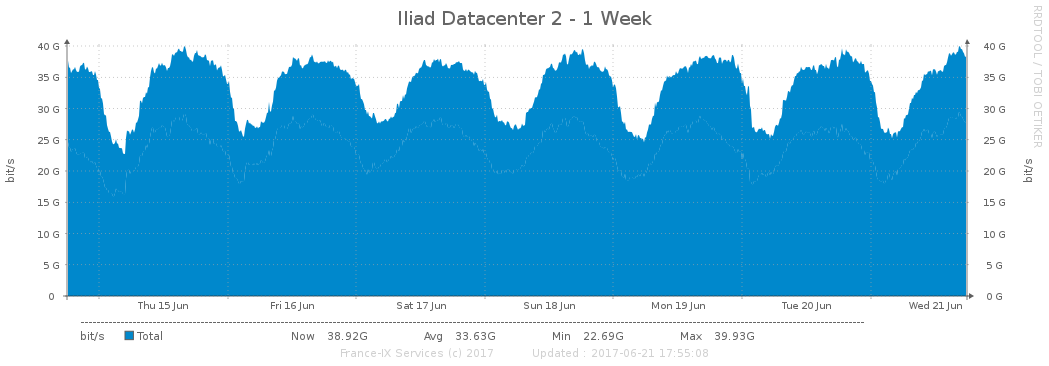 Iliad Datacenter 2 - 1 Week
RRDTOOL / TOBI OETIKER
40 G 40 G
35 G 35 G
30 G 30 G
25 G 25 G
20 G 20 G
15 G 15 G
10 G 10 G
5 G 5 G
0 0 G
bit/s bit/s
Thu 15 Jun Fri 16 Jun Sat 17 Jun Sun 18 Jun Mon 19 Jun Tue 20 Jun Wed 21 Jun
bit/s Total Now 38.92G Avg 33.63G Min 22.69G Max 39.93G
France-IX Services (c) 2017 Updated : 2017-06-21 17:55:08